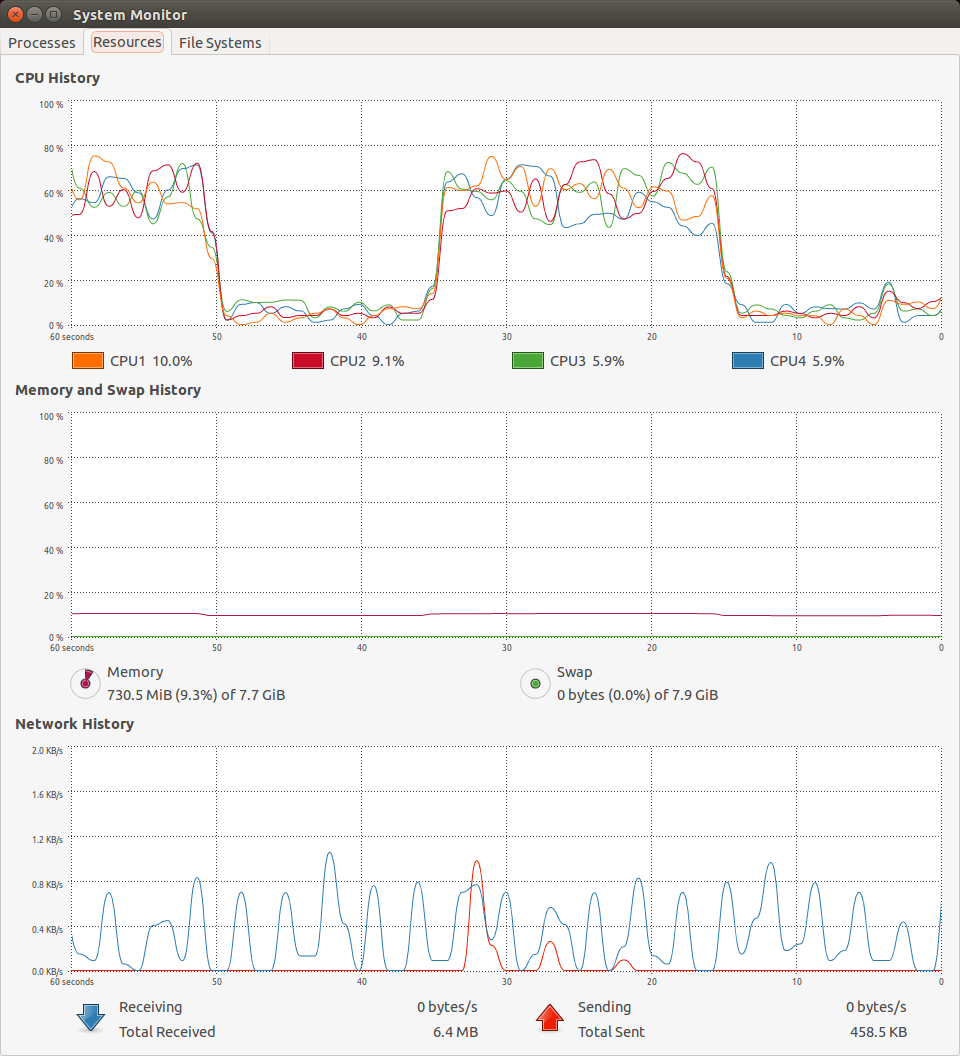 System Monitor
Processes Resources File Systems
CPU History
100 %
80 %
60 %
40 %
20 %
0 %
60 seconds 50 40 30 20 10 0
CPU1 10.0% CPU2 9.1% CPU3 5.9% CPU4 5.9%
Memory and Swap History
100 %
80 %
60 %
40 %
20 %
0 %
60 seconds 50 40 30 20 10 0
Memory Swap
730.5 MiB (9.3%) of 7.7 GiB 0 bytes (0.0%) of 7.9 GiB
Network History
2.0 KB/s
1.6 KB/s
1.2 KB/s
0.8 KB/s
0.4 KB/s
0.0 KB/s
60 seconds 50 40 30 20 10 0
Receiving 0 bytes/s Sending 0 bytes/s
Total Received 6.4 MB Total Sent 458.5 KB